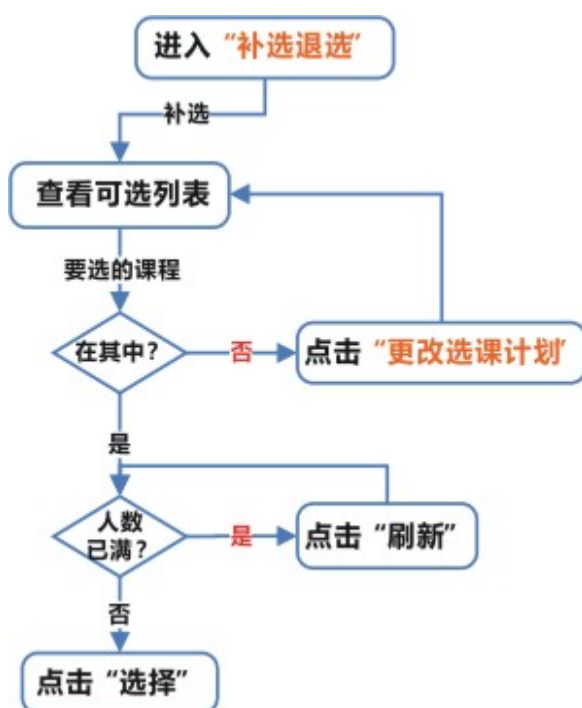 进入“补选退选”
补选
查看可选列表
要选的课程
在其中？
否
点击“更改选课计划”
是
人数
已满？
是
点击“刷新”
否
点击“选择”